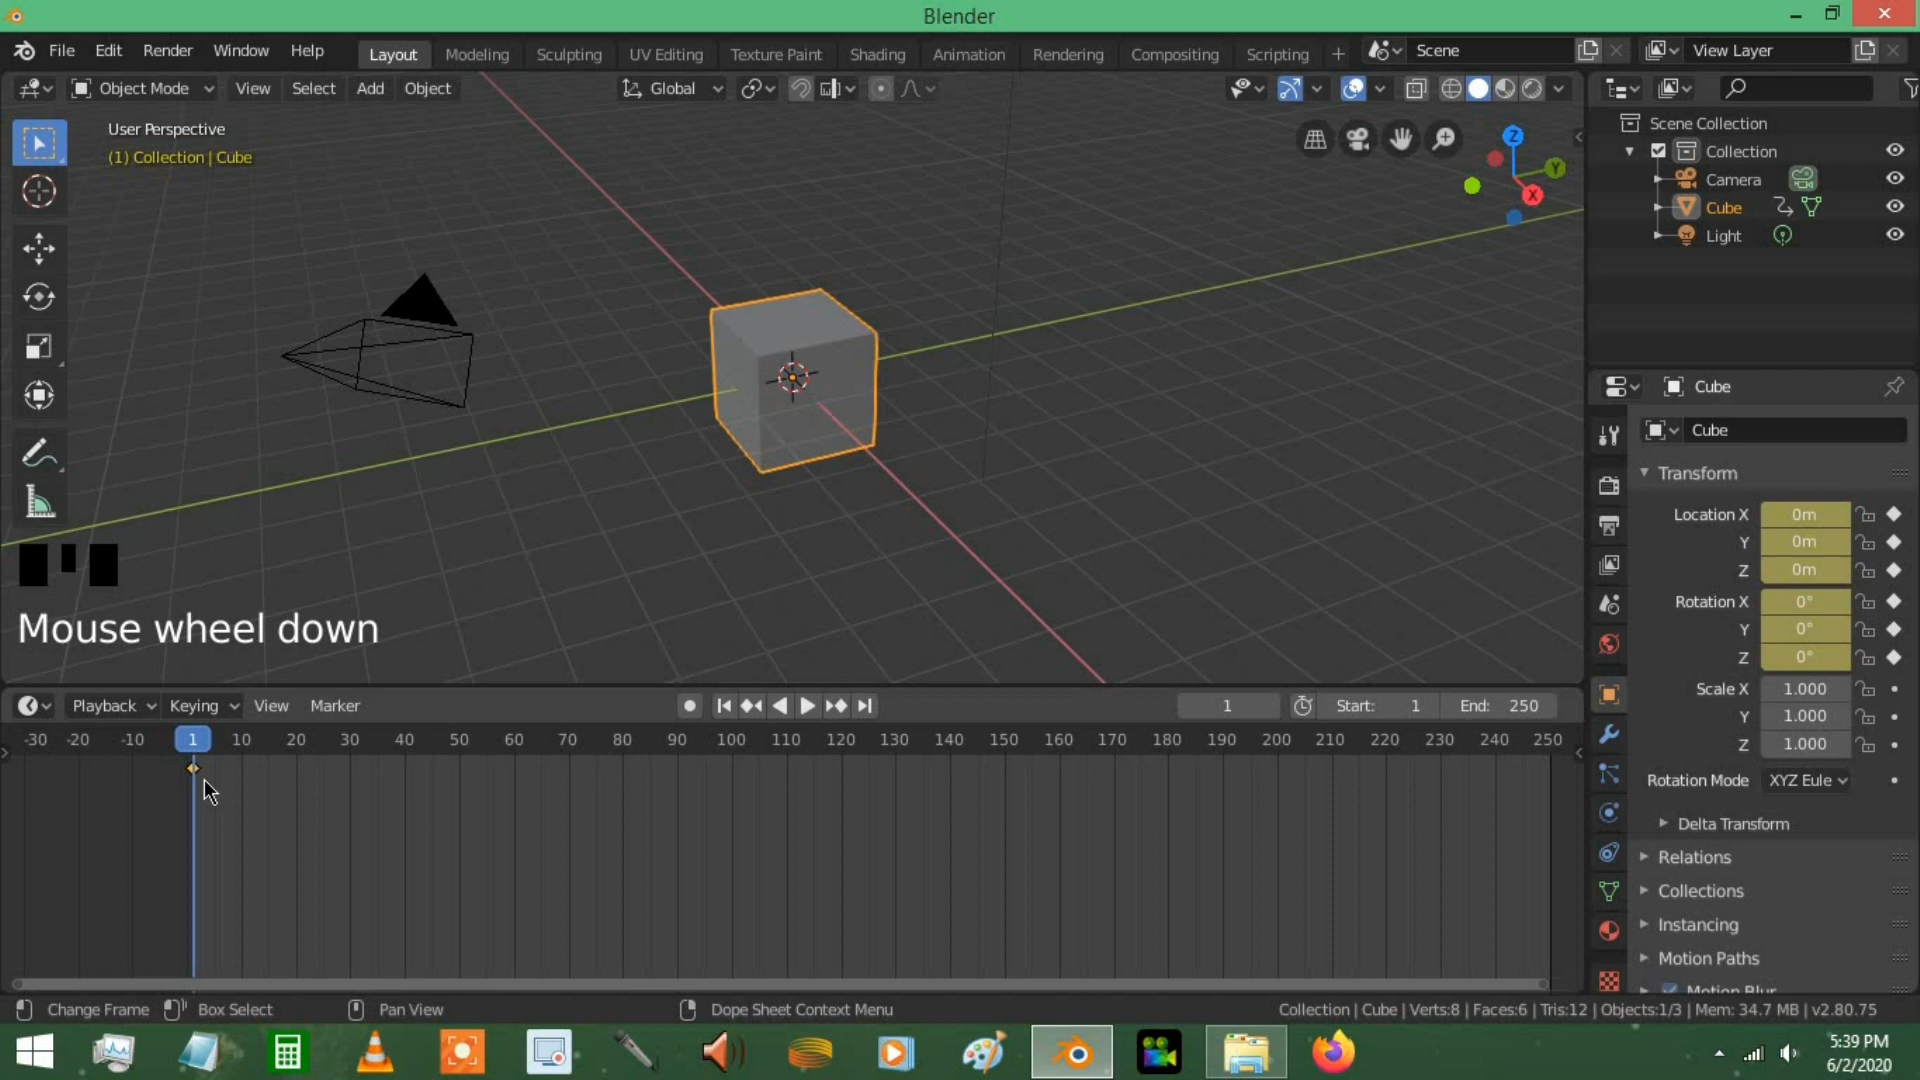 Blender
File Edit Render Window Help Layout Modeling Sculpting UV Editing Texture Paint Shading Animation Rendering Compositing Scripting + Scene View Layer
Object Mode View Select Add Object Global
User Perspective
(1) Collection | Cube
Z
Y
X
Scene Collection
Collection
Camera
Cube
Light
Cube
Cube
Transform
Location X 0m
Y 0m
Z 0m
Rotation X 0°
Y 0°
Z 0°
Scale X 1.000
Y 1.000
Z 1.000
Rotation Mode XYZ Eule
Delta Transform
Relations
Collections
Instancing
Motion Paths
Motion Blur
Mouse wheel down
Playback Keying View Marker 1 Start: 1 End: 250
-30 -20 -10 1 10 20 30 40 50 60 70 80 90 100 110 120 130 140 150 160 170 180 190 200 210 220 230 240 250
Change Frame Box Select Pan View Dope Sheet Context Menu Collection | Cube | Verts:8 | Faces:6 | Tris:12 | Objects:1/3 | Mem: 34.7 MB | v2.80.75
5:39 PM
6/2/2020